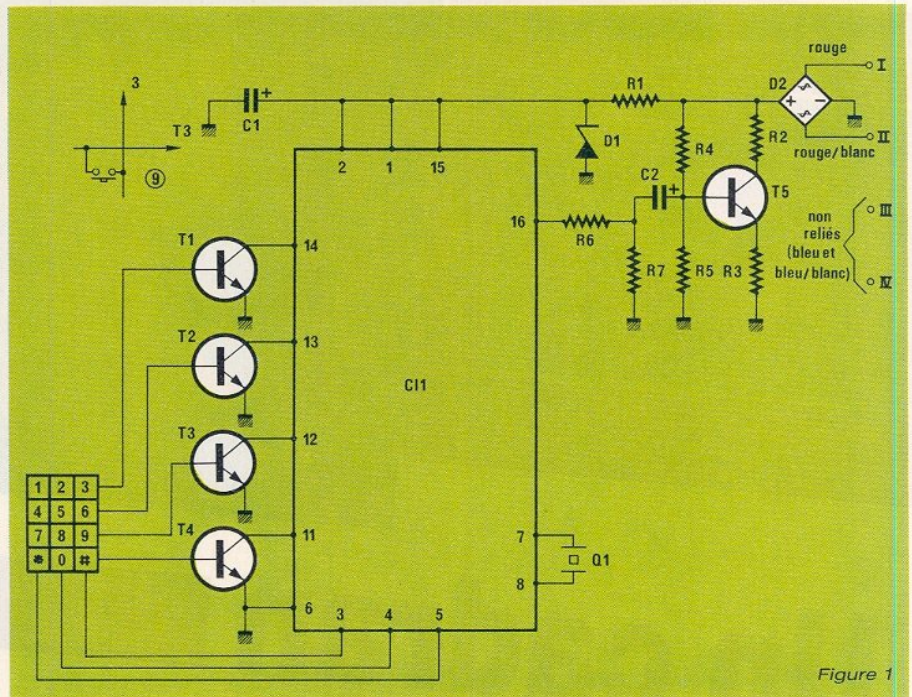 rouge
I
D2
II
rouge/blanc
R1
R2
R4
D1
C1
3
T3
9
2
1
15
C2
T5
16
R6
R7
R5
R3
non
reliés
(bleu et
bleu/blanc)
III
IV
T1
14
T2
13
CI1
T3
12
T4
11
6
7
8
Q1
1 2 3
4 5 6
7 8 9
* 0 #
3
4
5
Figure 1